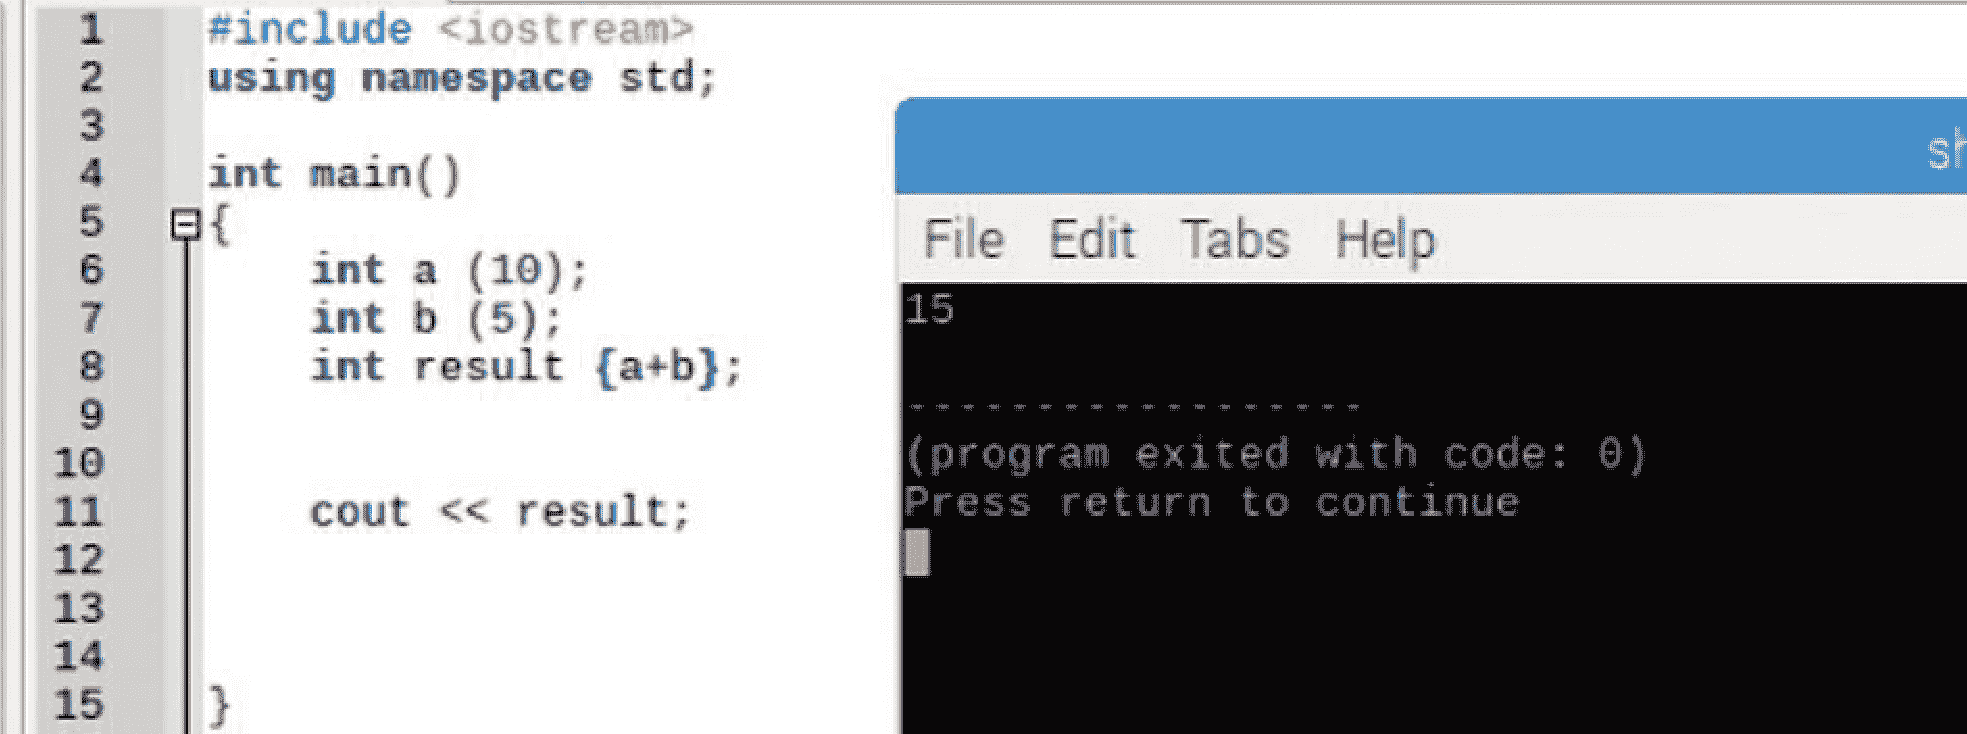 1 #include <iostream>
2 using namespace std;
3
4 int main()
5 {
6 int a (10);
7 int b (5);
8 int result {a+b};
9
10
11 cout << result;
12
13
14
15 }
sh
File Edit Tabs Help
15
------------------
(program exited with code: 0)
Press return to continue